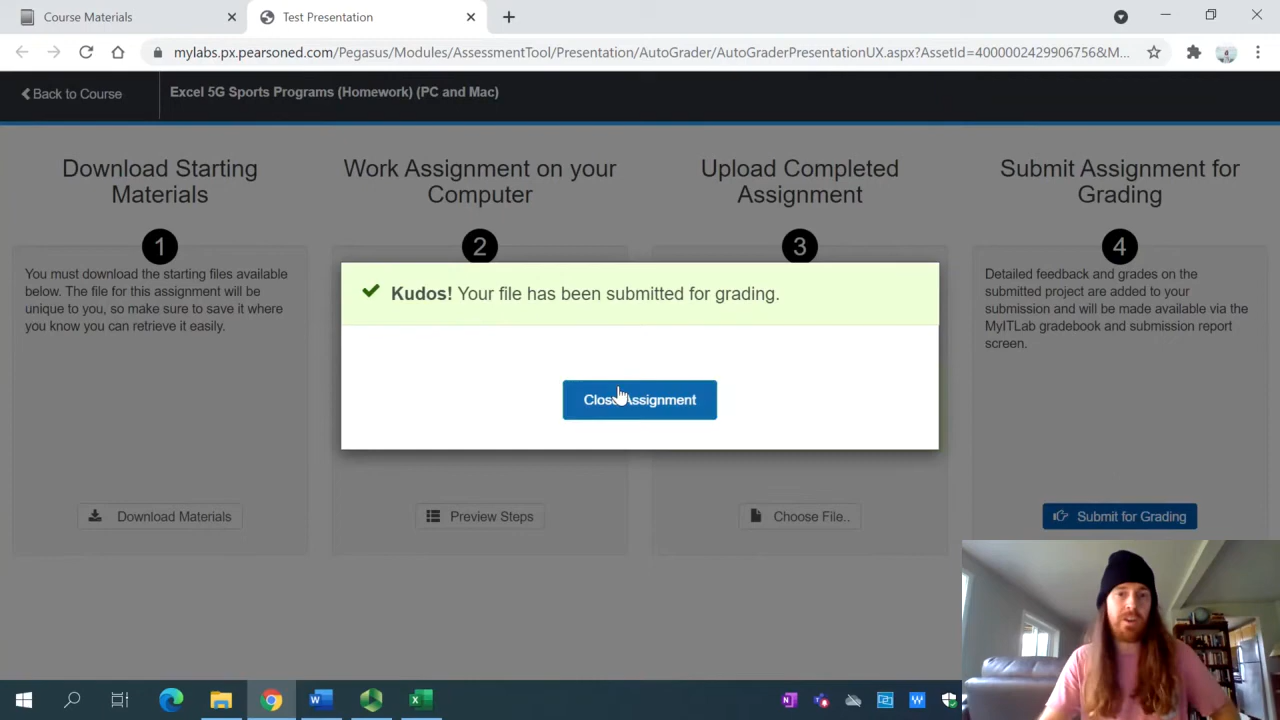 Course Materials
Test Presentation
mylabs.px.pearsoned.com/Pegasus/Modules/AssessmentTool/Presentation/AutoGrader/AutoGraderPresentationUX.aspx?AssetId=4000002429906756&M...
Back to Course
Excel 5G Sports Programs (Homework) (PC and Mac)
Download Starting
Materials
1
You must download the starting files available
below. The file for this assignment will be
unique to you, so make sure to save it where
you know you can retrieve it easily.
Download Materials
Work Assignment on your
Computer
2
Preview Steps
Upload Completed
Assignment
3
Choose File..
Submit Assignment for
Grading
4
Detailed feedback and grades on the
submitted project are added to your
submission and will be made available via the
MyITLab gradebook and submission report
screen.
Submit for Grading
Kudos! Your file has been submitted for grading.
Close Assignment